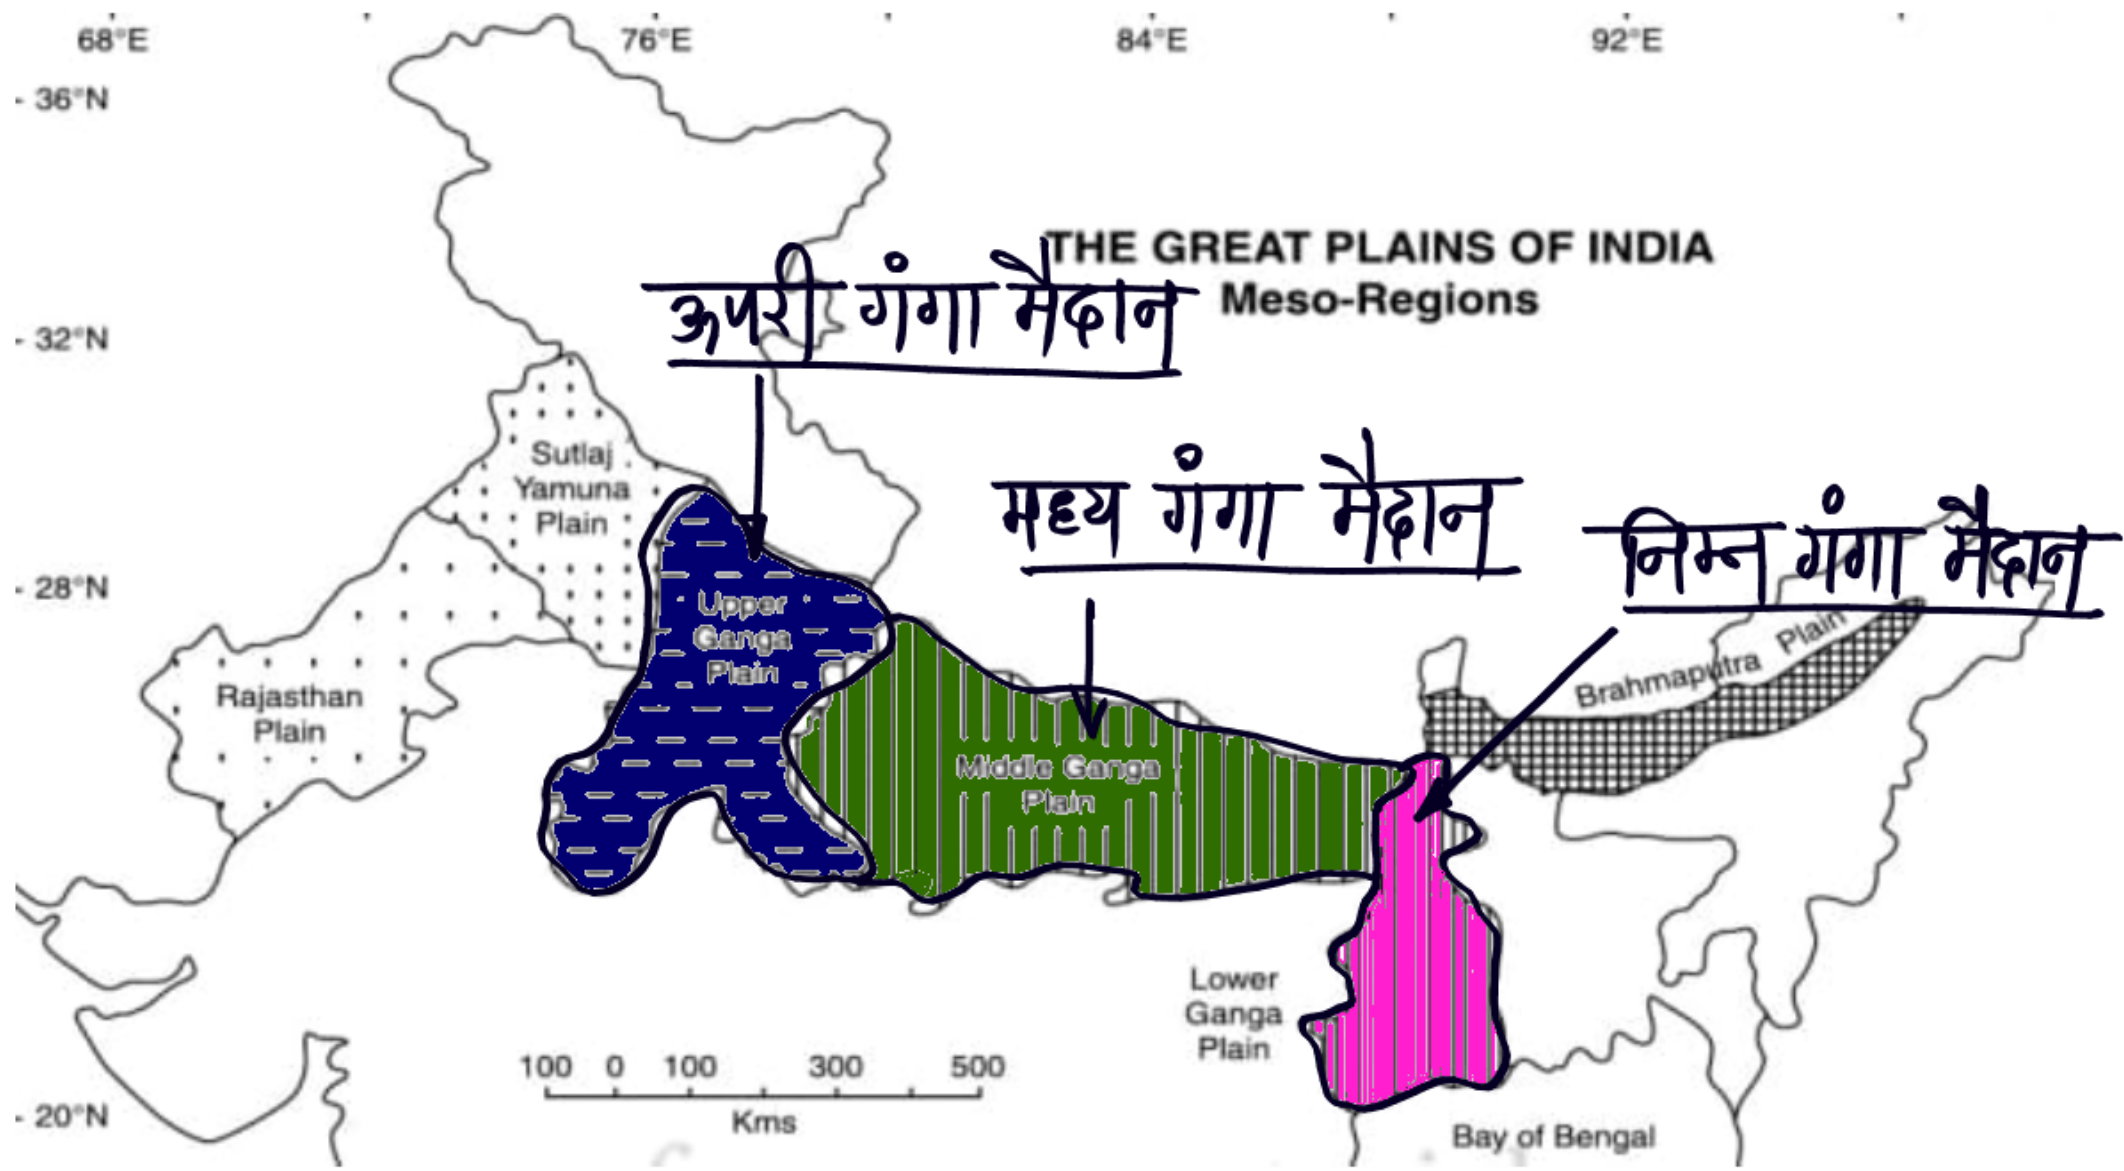 68°E 76°E 84°E 92°E
- 36°N
THE GREAT PLAINS OF INDIA
Meso-Regions
ऊपरी गंगा मैदान
- 32°N
Sutlaj
Yamuna
Plain
मध्य गंगा मैदान
निम्न गंगा मैदान
- 28°N
Upper
Ganga
Plain
Brahmaputra Plain
Rajasthan
Plain
Middle Ganga
Plain
Lower
Ganga
Plain
100 0 100 300 500
Kms
- 20°N
Bay of Bengal